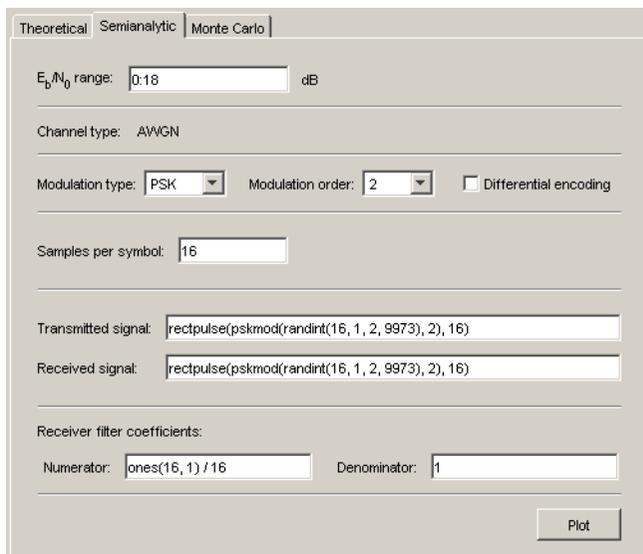 Theoretical Semianalytic Monte Carlo
Eb/N0 range: 0:18 dB
Channel type: AWGN
Modulation type: PSK Modulation order: 2 Differential encoding
Samples per symbol: 16
Transmitted signal: rectpulse(pskmod(randint(16, 1, 2, 9973), 2), 16)
Received signal: rectpulse(pskmod(randint(16, 1, 2, 9973), 2), 16)
Receiver filter coefficients:
Numerator: ones(16, 1) / 16 Denominator: 1
Plot